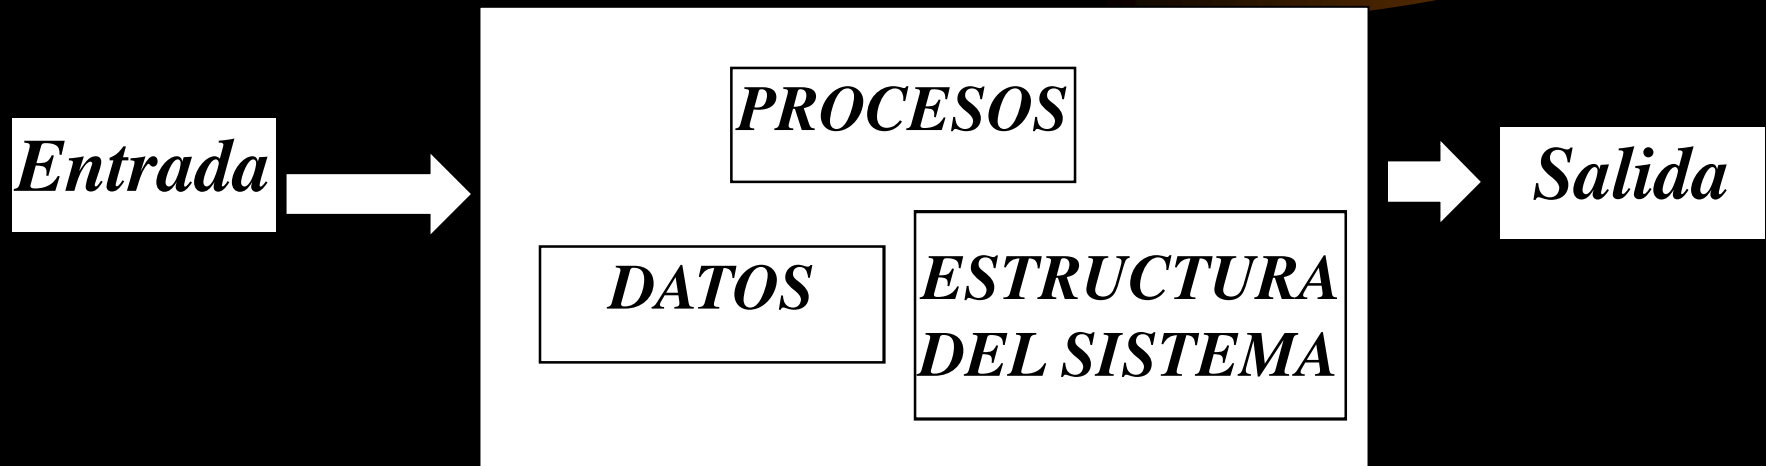 Entrada
PROCESOS
DATOS
ESTRUCTURA
DEL SISTEMA
Salida